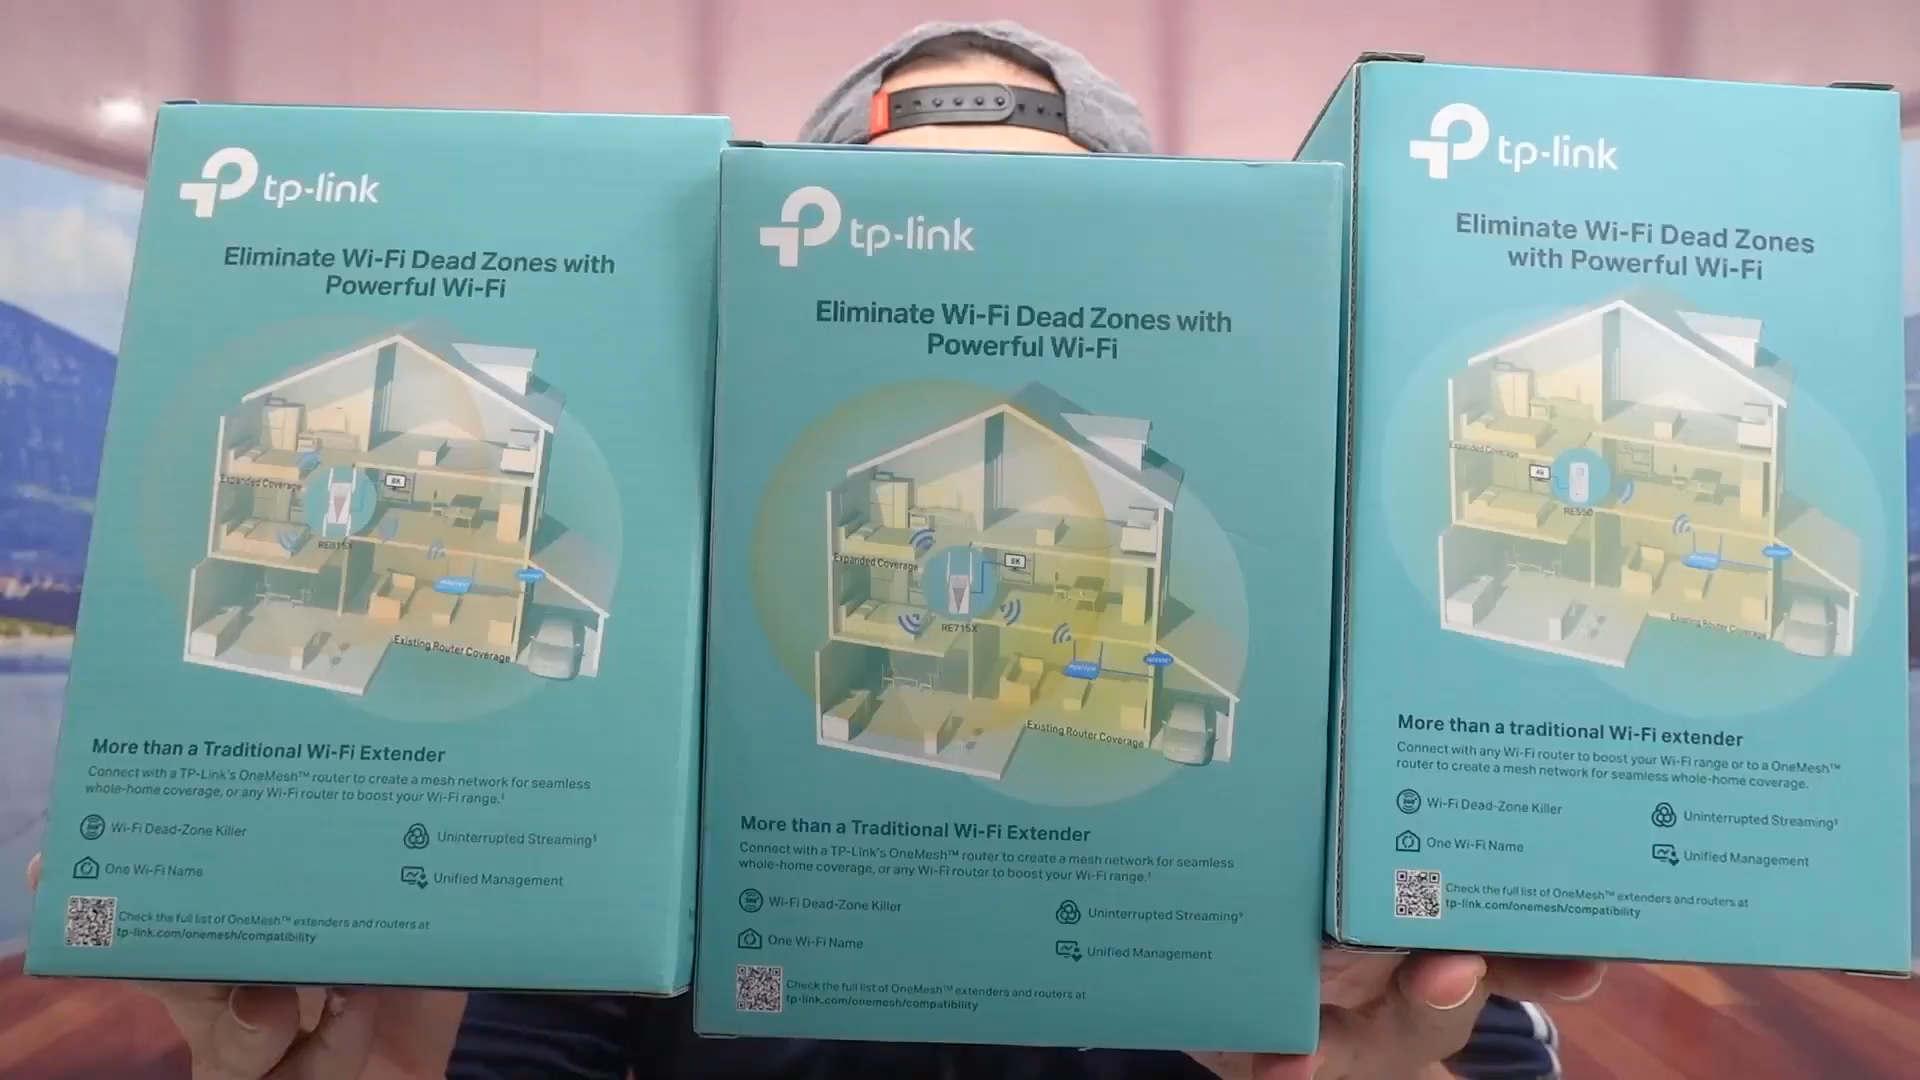 tp-link
Eliminate Wi-Fi Dead Zones with
Powerful Wi-Fi
Expanded Coverage
8K
RE815X
ROUTER
INTERNET
Existing Router Coverage
More than a Traditional Wi-Fi Extender
Connect with a TP-Link's OneMesh™ router to create a mesh network for seamless
whole-home coverage, or any Wi-Fi router to boost your Wi-Fi range.
Wi-Fi Dead-Zone Killer
Uninterrupted Streaming
One Wi-Fi Name
Unified Management
Check the full list of OneMesh™ extenders and routers at
tp-link.com/onemesh/compatibility
tp-link
Eliminate Wi-Fi Dead Zones with
Powerful Wi-Fi
Expanded Coverage
8K
RE715X
ROUTER
INTERNET
Existing Router Coverage
More than a Traditional Wi-Fi Extender
Connect with a TP-Link's OneMesh™ router to create a mesh network for seamless
whole-home coverage, or any Wi-Fi router to boost your Wi-Fi range.
Wi-Fi Dead-Zone Killer
Uninterrupted Streaming
One Wi-Fi Name
Unified Management
Check the full list of OneMesh™ extenders and routers at
tp-link.com/onemesh/compatibility
tp-link
Eliminate Wi-Fi Dead Zones
with Powerful Wi-Fi
Expanded Coverage
RE550
Existing Router Coverage
More than a traditional Wi-Fi extender
Connect with any Wi-Fi router to boost your Wi-Fi range or to a OneMesh™
router to create a mesh network for seamless whole-home coverage.
Wi-Fi Dead-Zone Killer
Uninterrupted Streaming
One Wi-Fi Name
Unified Management
Check the full list of OneMesh™ extenders and routers at
tp-link.com/onemesh/compatibility